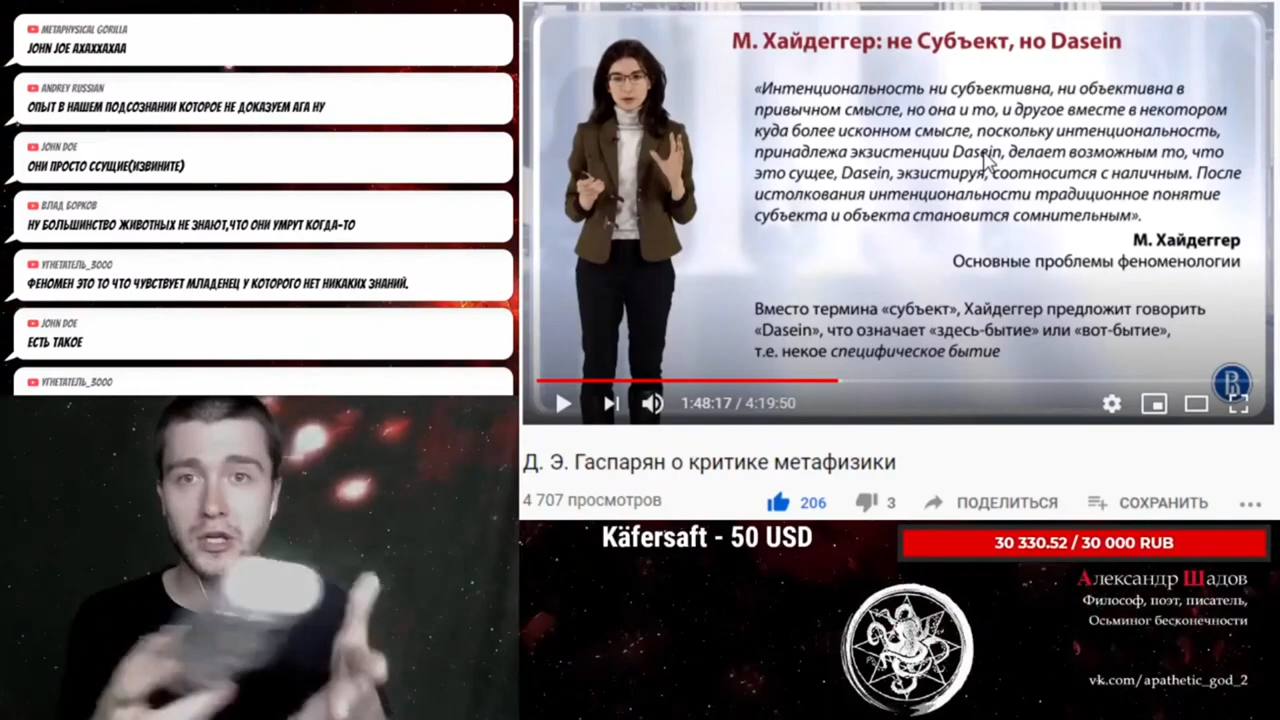 METAPHYSICAL GORILLA
JOHN JOE АХАХХАХАА
ANDREY RUSSIAN
ОПЫТ В НАШЕМ ПОДСОЗНАНИИ КОТОРОЕ НЕ ДОКАЗУЕМ АГА НУ
JOHN DOE
ОНИ ПРОСТО ССУЩИЕ(ИЗВИНИТЕ)
ВЛАД БОРКОВ
НУ БОЛЬШИНСТВО ЖИВОТНЫХ НЕ ЗНАЮТ,ЧТО ОНИ УМРУТ КОГДА-ТО
УГНЕТАТЕЛЬ_3000
ФЕНОМЕН ЭТО ТО ЧТО ЧУВСТВУЕТ МЛАДЕНЕЦ У КОТОРОГО НЕТ НИКАКИХ ЗНАНИЙ.
JOHN DOE
ЕСТЬ ТАКОЕ
УГНЕТАТЕЛЬ_3000
М. Хайдеггер: не Субъект, но Dasein
«Интенциональность ни субъективна, ни объективна в
привычном смысле, но она и то, и другое вместе в некотором
куда более исконном смысле, поскольку интенциональность,
принадлежа экзистенции Dasein, делает возможным то, что
это сущее, Dasein, экзистируя, соотносится с наличным. После
истолкования интенциональности традиционное понятие
субъекта и объекта становится сомнительным».
М. Хайдеггер
Основные проблемы феноменологии
Вместо термина «субъект», Хайдеггер предложит говорить
«Dasein», что означает «здесь-бытие» или «вот-бытие»,
т.е. некое специфическое бытие
1:48:17 / 4:19:50
Д. Э. Гаспарян о критике метафизики
4 707 просмотров
206
3
ПОДЕЛИТЬСЯ
СОХРАНИТЬ
Käfersaft - 50 USD
30 330.52 / 30 000 RUB
Александр Шадов
Философ, поэт, писатель,
Осьминог бесконечности
vk.com/apathetic_god_2